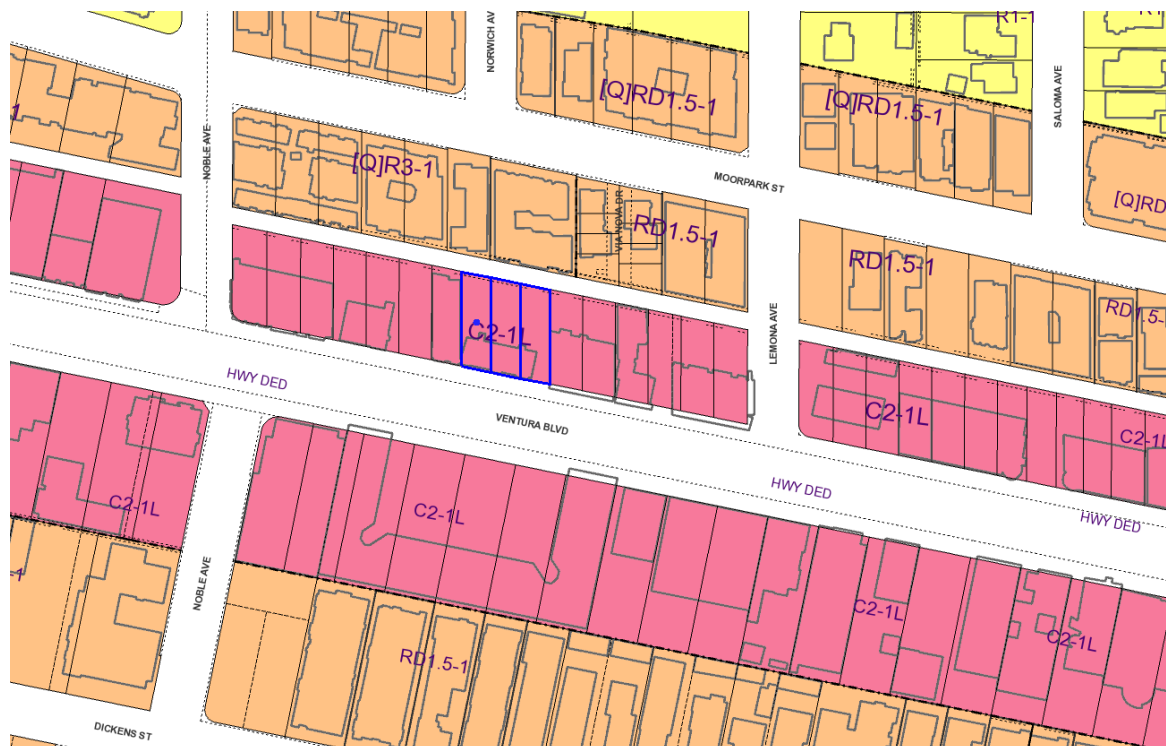 R1-1
NORWICH AV
[Q]RD1.5-1
[Q]RD1.5-1
SALOMA AVE
NOBLE AVE
[Q]R3-1
MOORPARK ST
[Q]RD
VIA NOVA DR
RD1.5-1
RD1.5-1
RD1.5-
LEMONA AVE
C2-1L
HWY DED
VENTURA BLVD
C2-1L
C2-1L
HWY DED
HWY DED
C2-1L
C2-1L
C2-1L
C2-1L
-1
NOBLE AVE
RD1.5-1
DICKENS ST